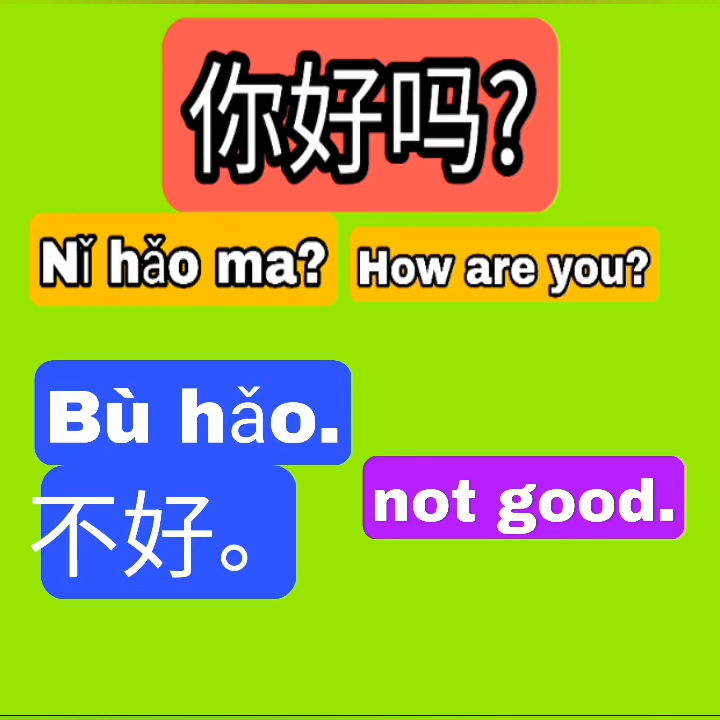 你好吗?
Nǐ hǎo ma?
How are you?
Bù hǎo.
不好。
not good.